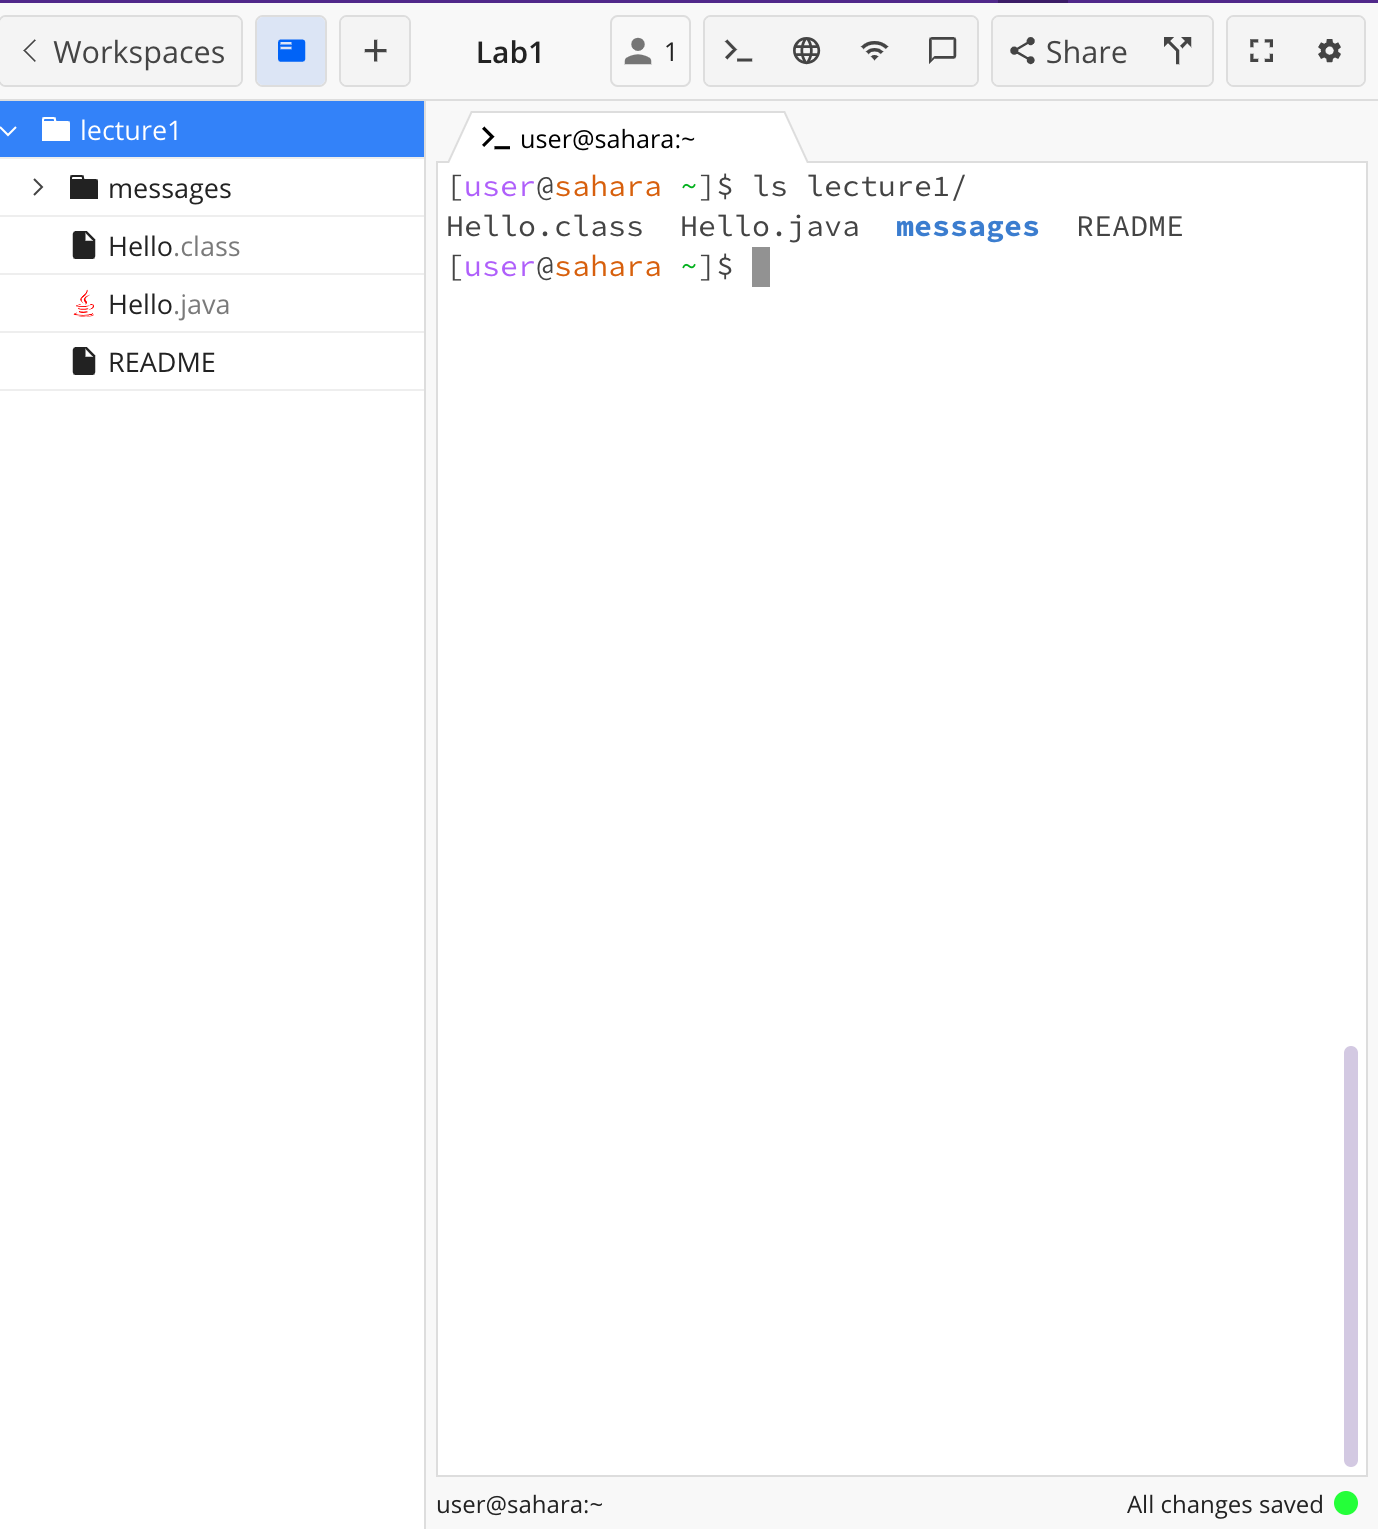 Workspaces
Lab1
1
Share
lecture1
messages
Hello.class
Hello.java
README
user@sahara:~
[user@sahara ~]$ ls lecture1/
Hello.class  Hello.java  messages  README
[user@sahara ~]$
user@sahara:~
All changes saved